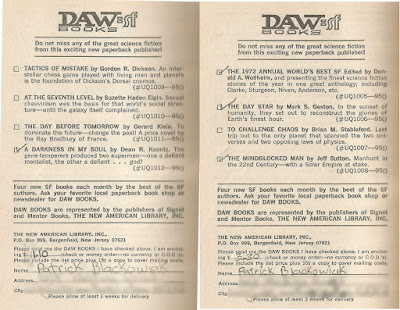 DAW=sf
BOOKS
Do not miss any of the great science fiction
from this exciting new paperback publisher!
TACTICS OF MISTAKE by Gordon R. Dickson. An inter-
stellar chess game played with living men and planets
is the foundation of Dickson's Dorsai cosmos.
(#UQ1009—95¢)
AT THE SEVENTH LEVEL by Suzette Haden Elgin. Sexual
chauvinism was the basis for that world's social struc-
ture—until the galaxy itself complained.
(#UQ1010—95¢)
THE DAY BEFORE TOMORROW by Gerard Klein. To
dominate the future—change the past! A prize novel by
the Ray Bradbury of France.
(#UQ1011—95¢)
A DARKNESS IN MY SOUL by Dean R. Koontz. The
gene-tamperers produced two supermen—one a defiant
mentalist, the other a defiant . . . god!
(#UQ1012—95¢)
Four new SF books each month by the best of the SF
authors. Ask your favorite local paperback book shop or
newsdealer for DAW BOOKS.
DAW BOOKS are represented by the publishers of Signet
and Mentor Books, THE NEW AMERICAN LIBRARY, INC.
THE NEW AMERICAN LIBRARY, INC.,
P.O. Box 999, Bergenfield, New Jersey 07621
Please send me the DAW BOOKS I have checked above. I am enclos-
ing $ 1.10 (check or money order—no currency or C.O.D.'s).
Please include the list price plus 15¢ a copy to cover mailing costs.
Name Patrick Blackowiak
Address
City
Please allow at least 3 weeks for delivery
DAW=sf
BOOKS
Do not miss any of the great science fiction
from this exciting new paperback publisher!
THE 1972 ANNUAL WORLD'S BEST SF Edited by Don-
ald A. Wollheim, and presenting the finest science fiction
stories of the year in one great anthology; including
Clarke, Sturgeon, Niven, Anderson, etc.
(#UQ1005—95¢)
THE DAY STAR by Mark S. Geston. In the sunset of
humanity, they set out to reconstruct the glories of
Earth's finest hour.
(#UQ1006—95¢)
TO CHALLENGE CHAOS by Brian M. Stableford. Last
trip out to the only planet that spanned the two uni-
verses and two opposing laws of physics.
(#UQ1007—95¢)
THE MINDBLOCKED MAN by Jeff Sutton. Manhunt in
the 22nd Century—with a Solar Empire at stake.
(#UQ1008—95¢)
Four new SF books each month by the best of the SF
authors. Ask your favorite local paperback book shop or
newsdealer for DAW BOOKS.
DAW BOOKS are represented by the publishers of Signet
and Mentor Books, THE NEW AMERICAN LIBRARY, INC.
THE NEW AMERICAN LIBRARY, INC.,
P.O. Box 999, Bergenfield, New Jersey 07621
Please send me the DAW BOOKS I have checked above. I am enclos-
ing $ (check or money order—no currency or C.O.D.'s).
Please include the list price plus 15¢ a copy to cover mailing costs.
Name Patrick Blackowiak
Address
City
Please allow at least 3 weeks for delivery